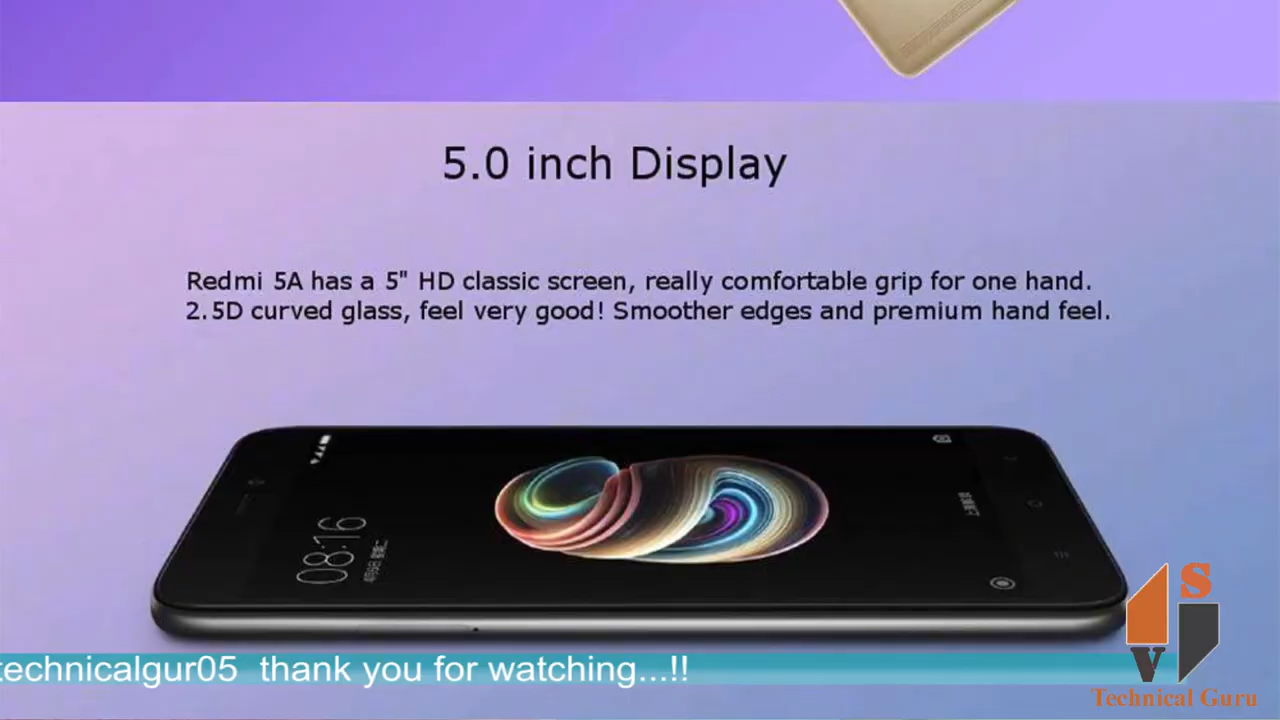 5.0 inch Display
Redmi 5A has a 5" HD classic screen, really comfortable grip for one hand.
2.5D curved glass, feel very good! Smoother edges and premium hand feel.
08:16
S
V
technicalgur05 thank you for watching...!!
Technical Guru